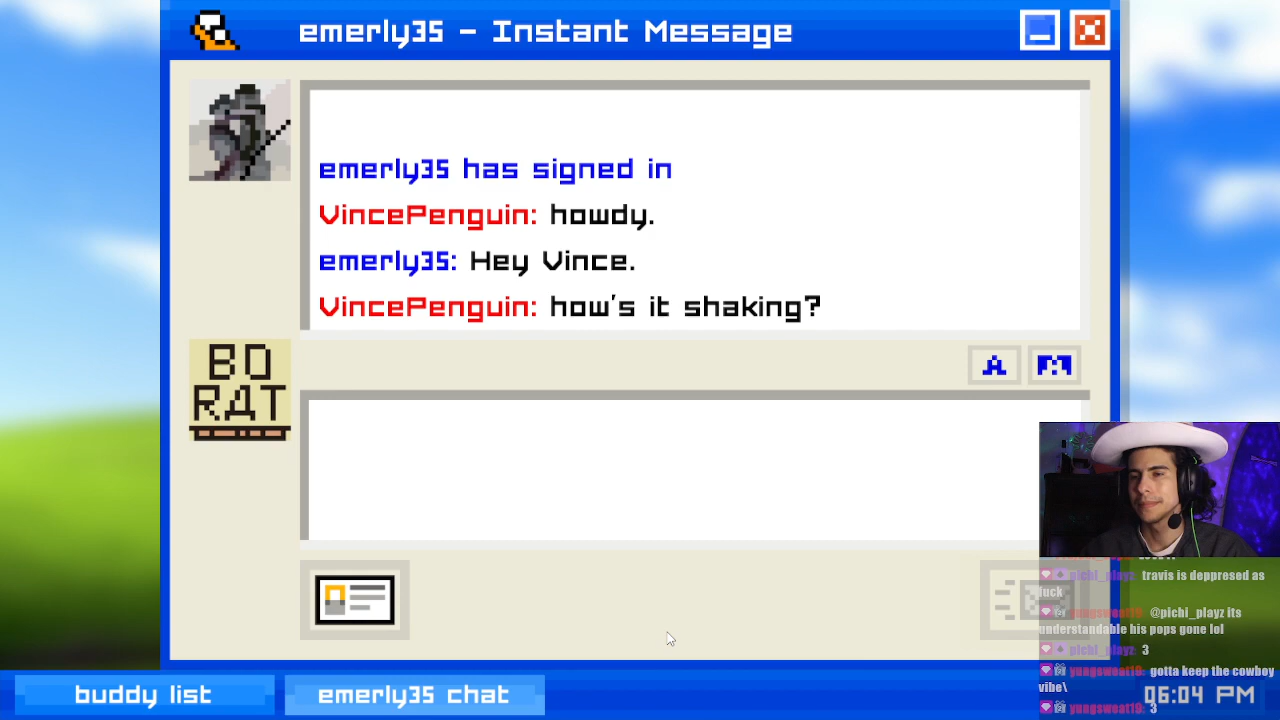 emerly35 - Instant Message
emerly35 has signed in
VincePenguin: howdy.
emerly35: Hey Vince.
VincePenguin: how's it shaking?
BO
RAT
A
pichi_playz: travis is deppresed as
fuck
yungsweat19: @pichi_playz its
understandable his pops gone lol
pichi_playz: 3
yungsweat19: gotta keep the cowboy
vibe\
yungsweat19: 3
buddy list
emerly35 chat
06:04 PM